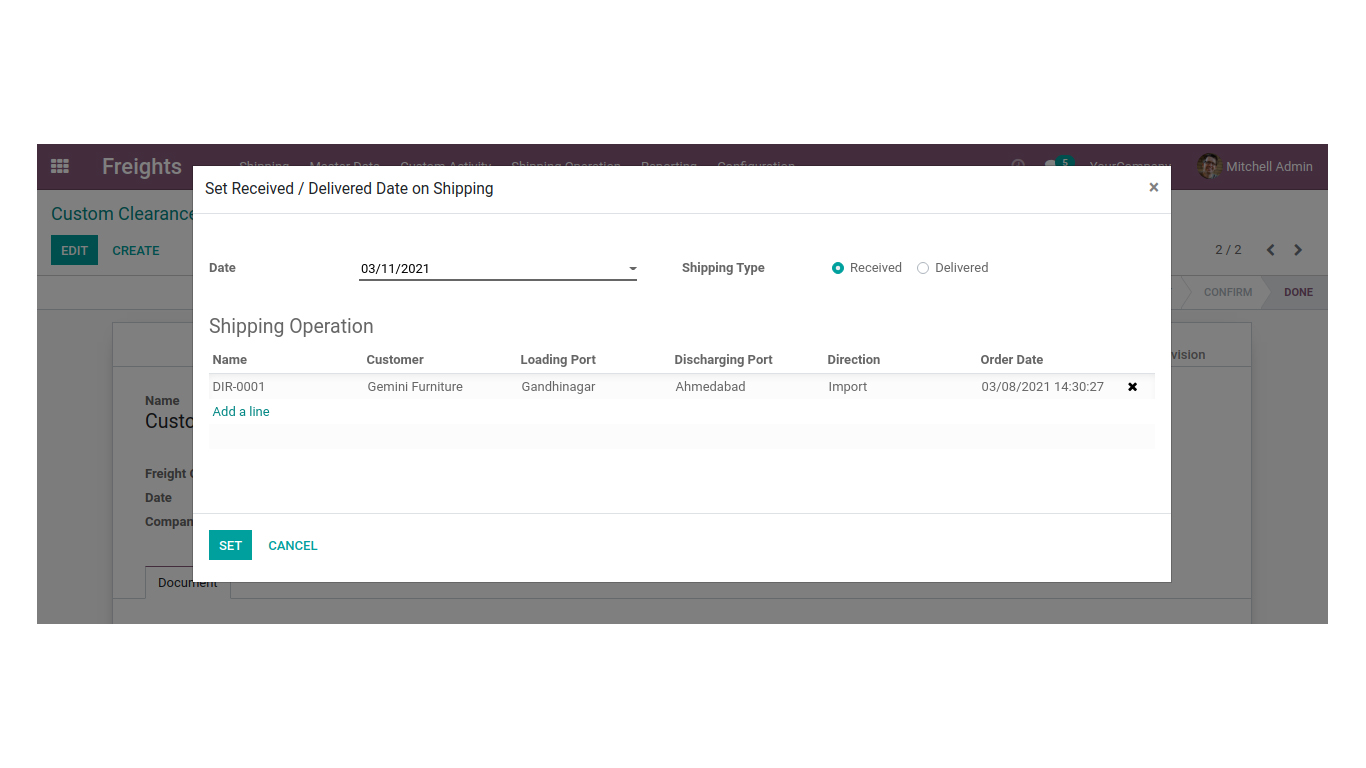 Freights Shipping Master Data Custom Activity Shipping Operation Reporting Configuration 5 YourCompany Mitchell Admin
Set Received / Delivered Date on Shipping ×
Custom Clearance
EDIT CREATE
2 / 2
Date 03/11/2021 Shipping Type Received Delivered
CONFIRM DONE
Shipping Operation
vision
Name Customer Loading Port Discharging Port Direction Order Date
DIR-0001 Gemini Furniture Gandhinagar Ahmedabad Import 03/08/2021 14:30:27
Name
Add a line
Custo
Freight
Date
Compan
SET CANCEL
Document